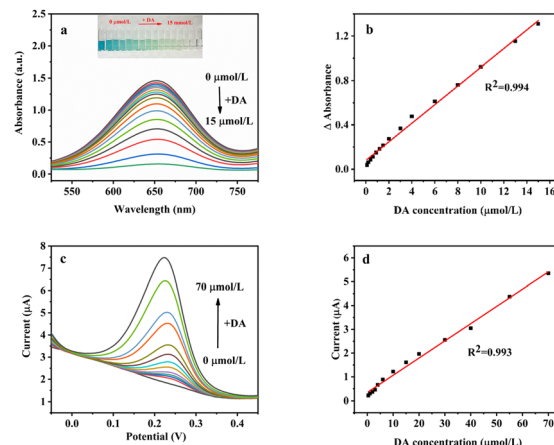 a
0 μmol/L
+ DA
15 mmol/L
Absorbance (a.u.)
2.5
2.0
1.5
1.0
0.5
0.0
0 μmol/L
+DA
15 μmol/L
550 600 650 700 750
Wavelength (nm)
b
Δ Absorbance
1.2
0.8
0.4
0.0
R²=0.994
0 2 4 6 8 10 12 14 16
DA concentration (μmol/L)
c
Current (μA)
8
7
6
5
4
3
2
1
70 μmol/L
+DA
0 μmol/L
0.0 0.1 0.2 0.3 0.4
Potential (V)
d
Current (μA)
6
5
4
3
2
1
0
R²=0.993
0 10 20 30 40 50 60 70
DA concentration (μmol/L)